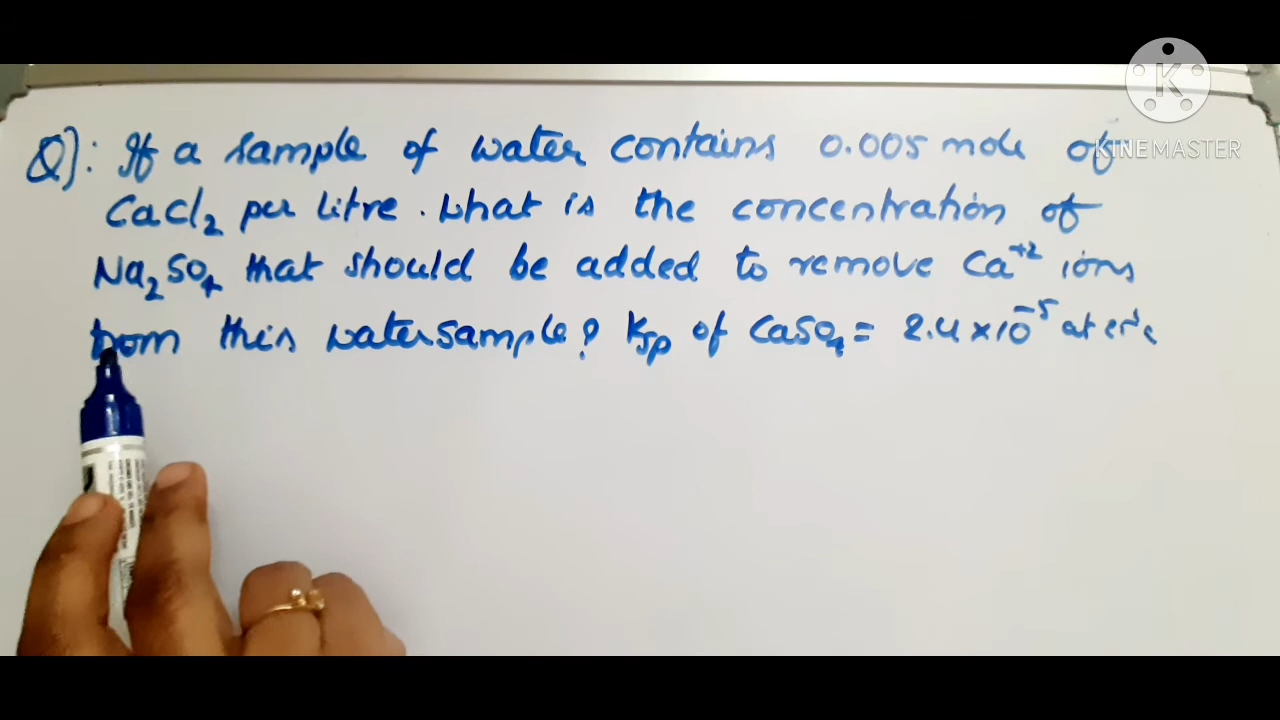 Q]: If a sample of water contains 0.005 mole of
CaCl₂ per litre. What is the concentration of
Na₂SO₄ that should be added to remove Ca⁺² ions
from this water sample? Ksp of CaSO₄ = 2.4×10⁻⁵ at
KINEMASTER